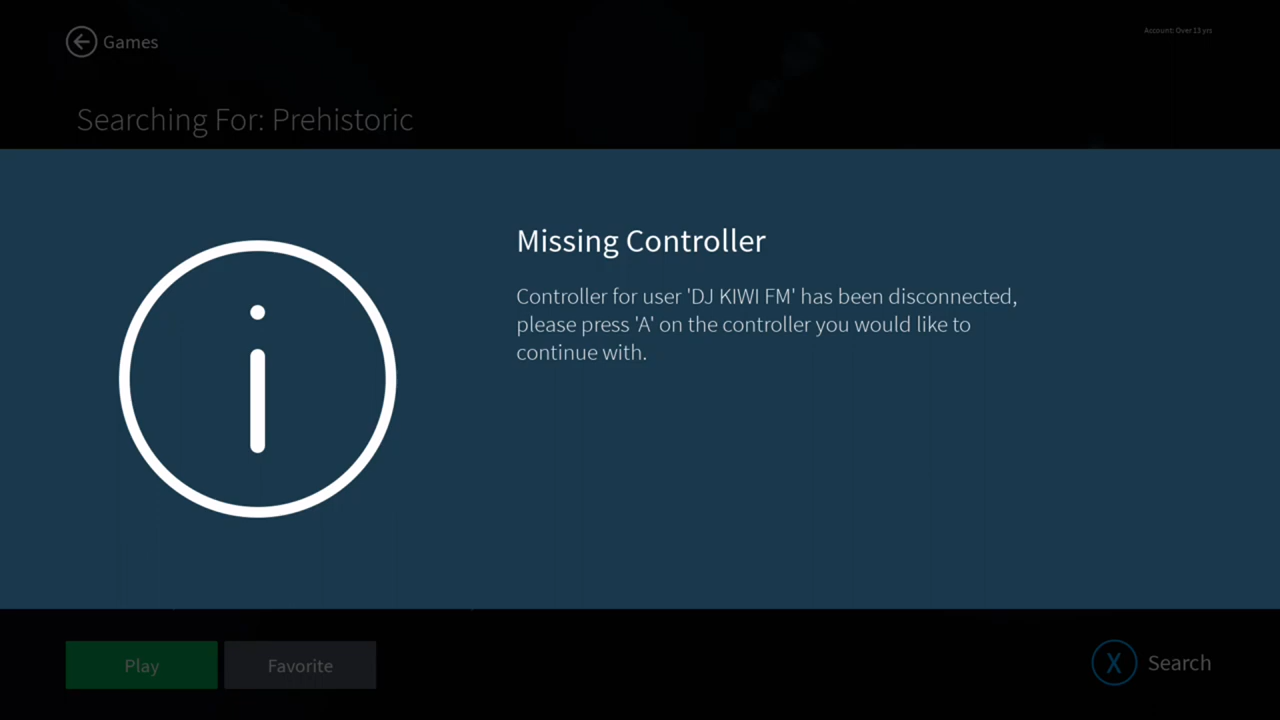 Games
Account: Over 13 yrs
Searching For: Prehistoric
Missing Controller
Controller for user 'DJ KIWI FM' has been disconnected,
please press 'A' on the controller you would like to
continue with.
Play
Favorite
X
Search